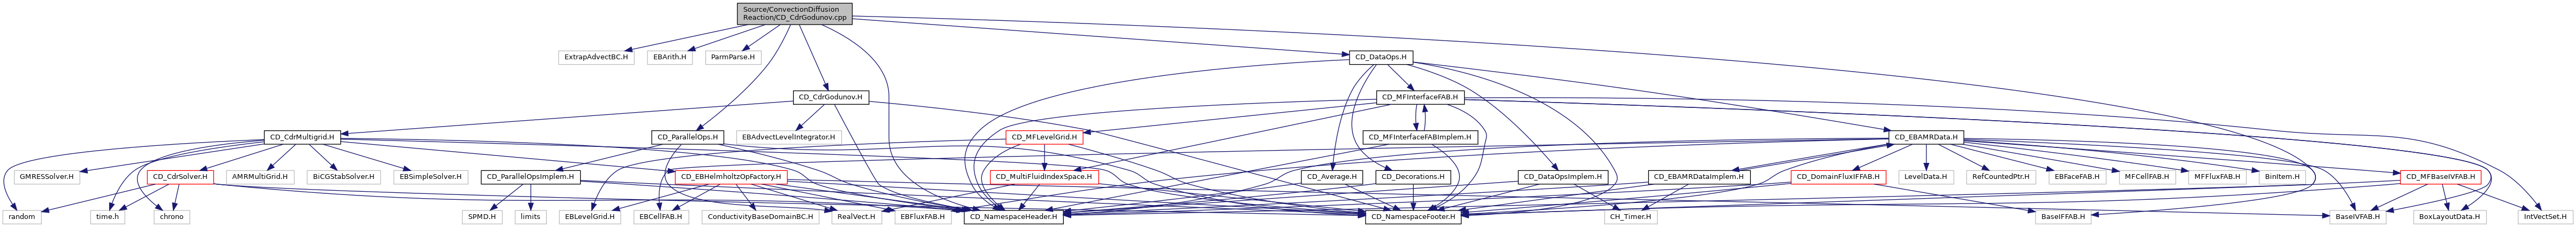 Source/ConvectionDiffusion
Reaction/CD_CdrGodunov.cpp
ExtrapAdvectBC.H
EBArith.H
ParmParse.H
CD_DataOps.H
CD_CdrGodunov.H
CD_MFInterfaceFAB.H
CD_CdrMultigrid.H
CD_ParallelOps.H
EBAdvectLevelIntegrator.H
CD_MFLevelGrid.H
CD_MFInterfaceFABImplem.H
CD_EBAMRData.H
GMRESSolver.H
CD_CdrSolver.H
AMRMultiGrid.H
BiCGStabSolver.H
EBSimpleSolver.H
CD_ParallelOpsImplem.H
CD_EBHelmholtzOpFactory.H
CD_MultiFluidIndexSpace.H
CD_Average.H
CD_Decorations.H
CD_DataOpsImplem.H
CD_EBAMRDataImplem.H
CD_DomainFluxIFFAB.H
LevelData.H
RefCountedPtr.H
EBFaceFAB.H
MFCellFAB.H
MFFluxFAB.H
BinItem.H
CD_MFBaseIVFAB.H
random
time.h
chrono
SPMD.H
limits
EBLevelGrid.H
EBCellFAB.H
ConductivityBaseDomainBC.H
RealVect.H
EBFluxFAB.H
CD_NamespaceHeader.H
CD_NamespaceFooter.H
CH_Timer.H
BaseIFFAB.H
BaseIVFAB.H
BoxLayoutData.H
IntVectSet.H